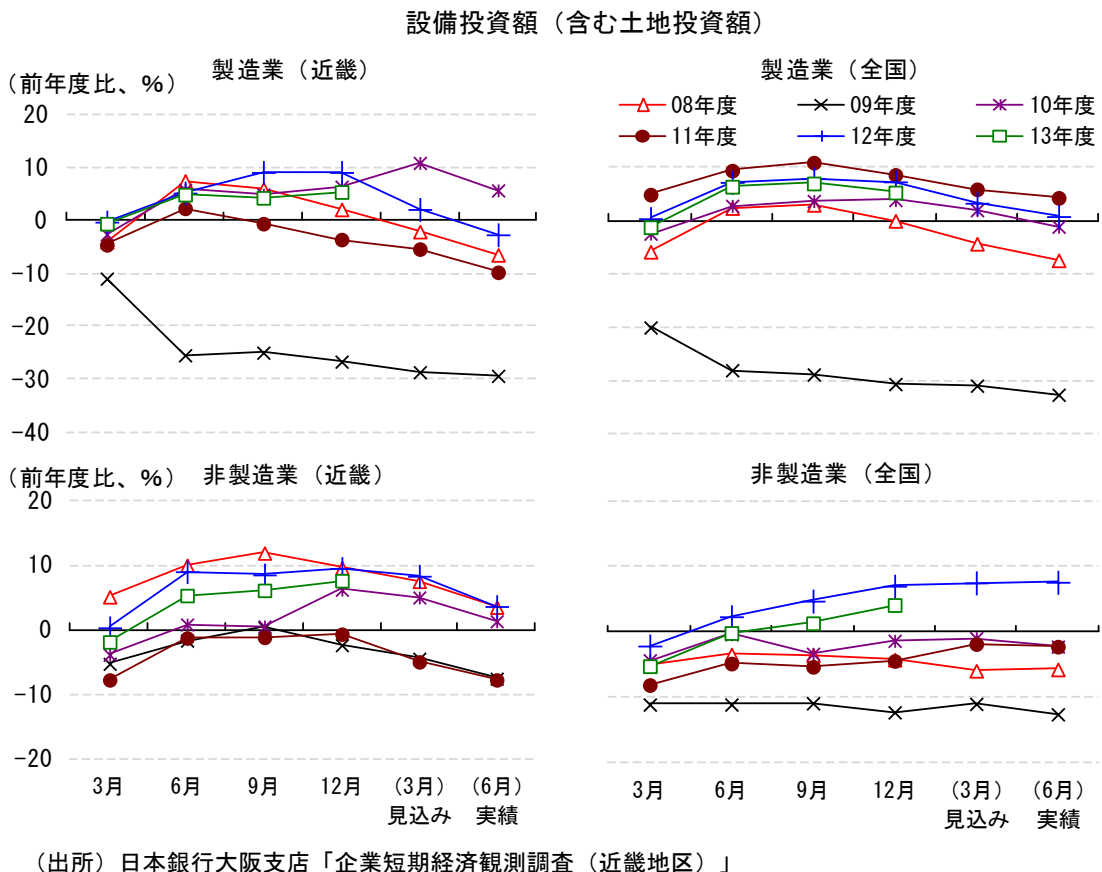 設備投資額（含む土地投資額）
（前年度比、%）
製造業（近畿）
20
10
0
-10
-20
-30
-40
製造業（全国）
08年度 09年度 10年度
11年度 12年度 13年度
（前年度比、%）
非製造業（近畿）
20
10
0
-10
-20
3月 6月 9月 12月 （3月） （6月）
見込み 実績
非製造業（全国）
3月 6月 9月 12月 （3月） （6月）
見込み 実績
（出所）日本銀行大阪支店「企業短期経済観測調査（近畿地区）」